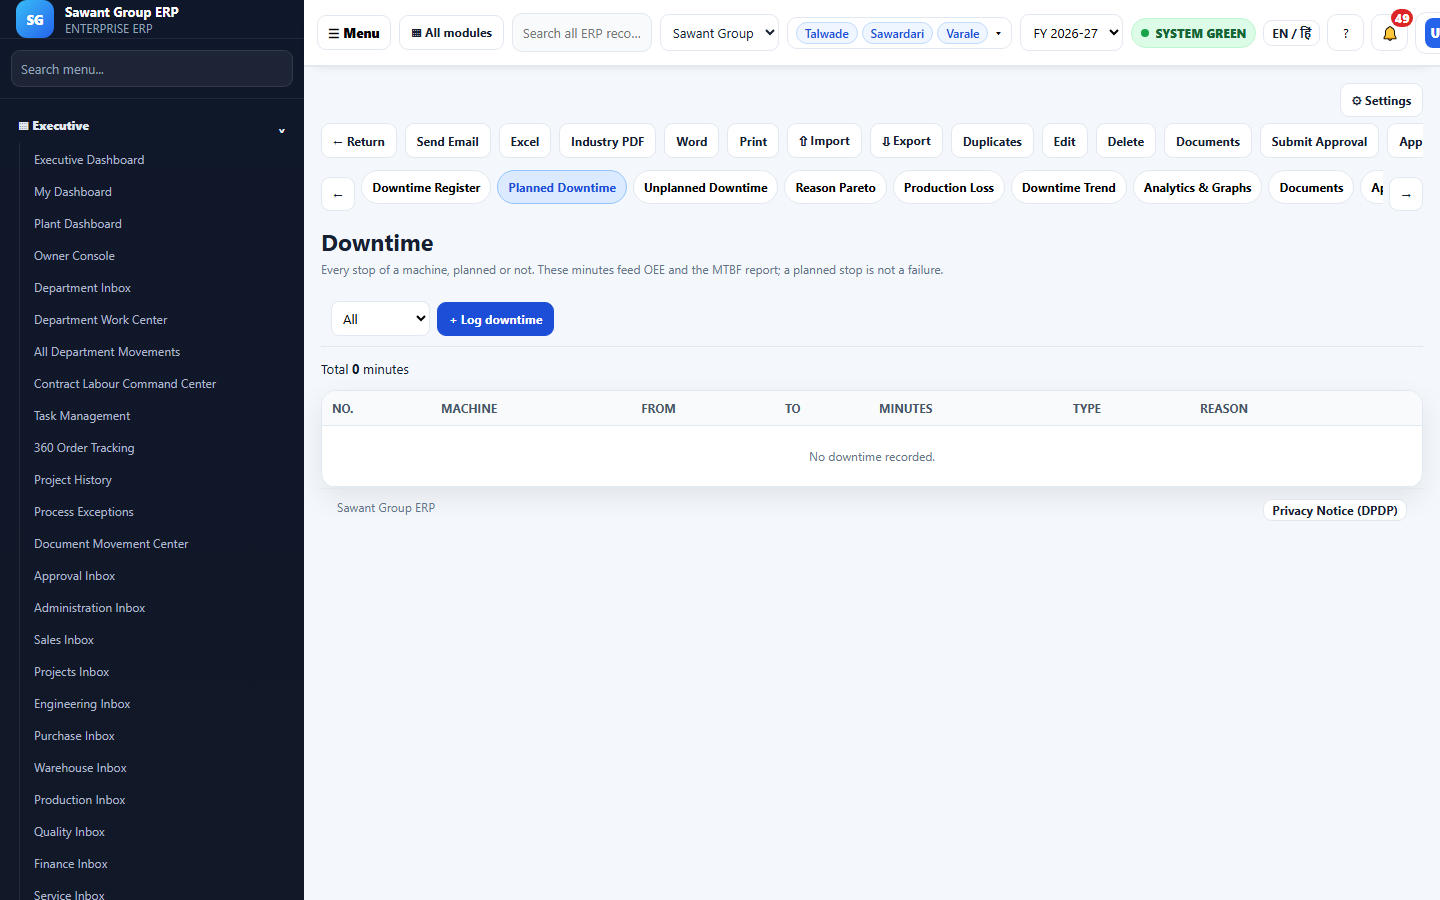 SG
Sawant Group ERP
ENTERPRISE ERP
Search menu...
Executive
Executive Dashboard
My Dashboard
Plant Dashboard
Owner Console
Department Inbox
Department Work Center
All Department Movements
Contract Labour Command Center
Task Management
360 Order Tracking
Project History
Process Exceptions
Document Movement Center
Approval Inbox
Administration Inbox
Sales Inbox
Projects Inbox
Engineering Inbox
Purchase Inbox
Warehouse Inbox
Production Inbox
Quality Inbox
Finance Inbox
Service Inbox
☰ Menu
All modules
Search all ERP reco...
Sawant Group
Talwade Sawardari Varale
FY 2026-27
SYSTEM GREEN
EN / हिं
?
49
U
⚙ Settings
← Return
Send Email
Excel
Industry PDF
Word
Print
⇧ Import
⇩ Export
Duplicates
Edit
Delete
Documents
Submit Approval
App
←
Downtime Register
Planned Downtime
Unplanned Downtime
Reason Pareto
Production Loss
Downtime Trend
Analytics & Graphs
Documents
→
Downtime
Every stop of a machine, planned or not. These minutes feed OEE and the MTBF report; a planned stop is not a failure.
All
+ Log downtime
Total 0 minutes
NO. MACHINE FROM TO MINUTES TYPE REASON
No downtime recorded.
Sawant Group ERP
Privacy Notice (DPDP)